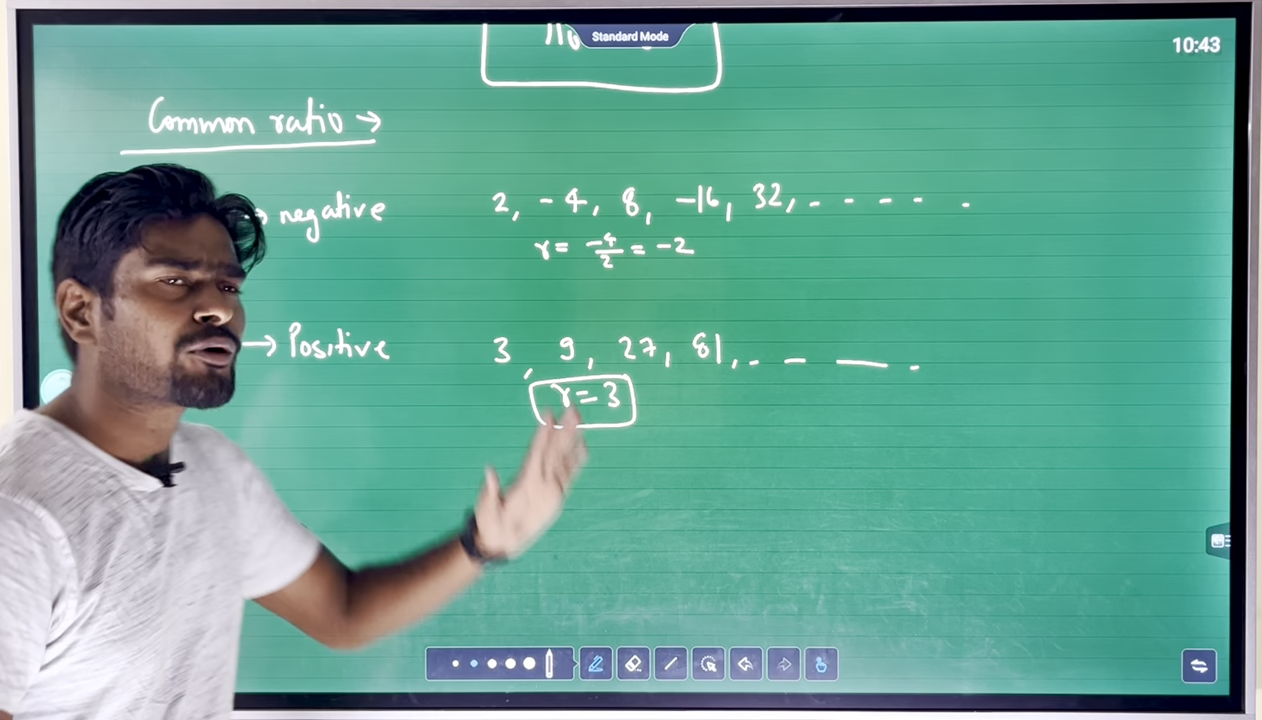 Standard Mode
10:43
Common ratio →
→ negative 2, -4, 8, -16, 32, - - - - .
r = -4/2 = -2
→ Positive 3, 9, 27, 81, - - — .
r = 3